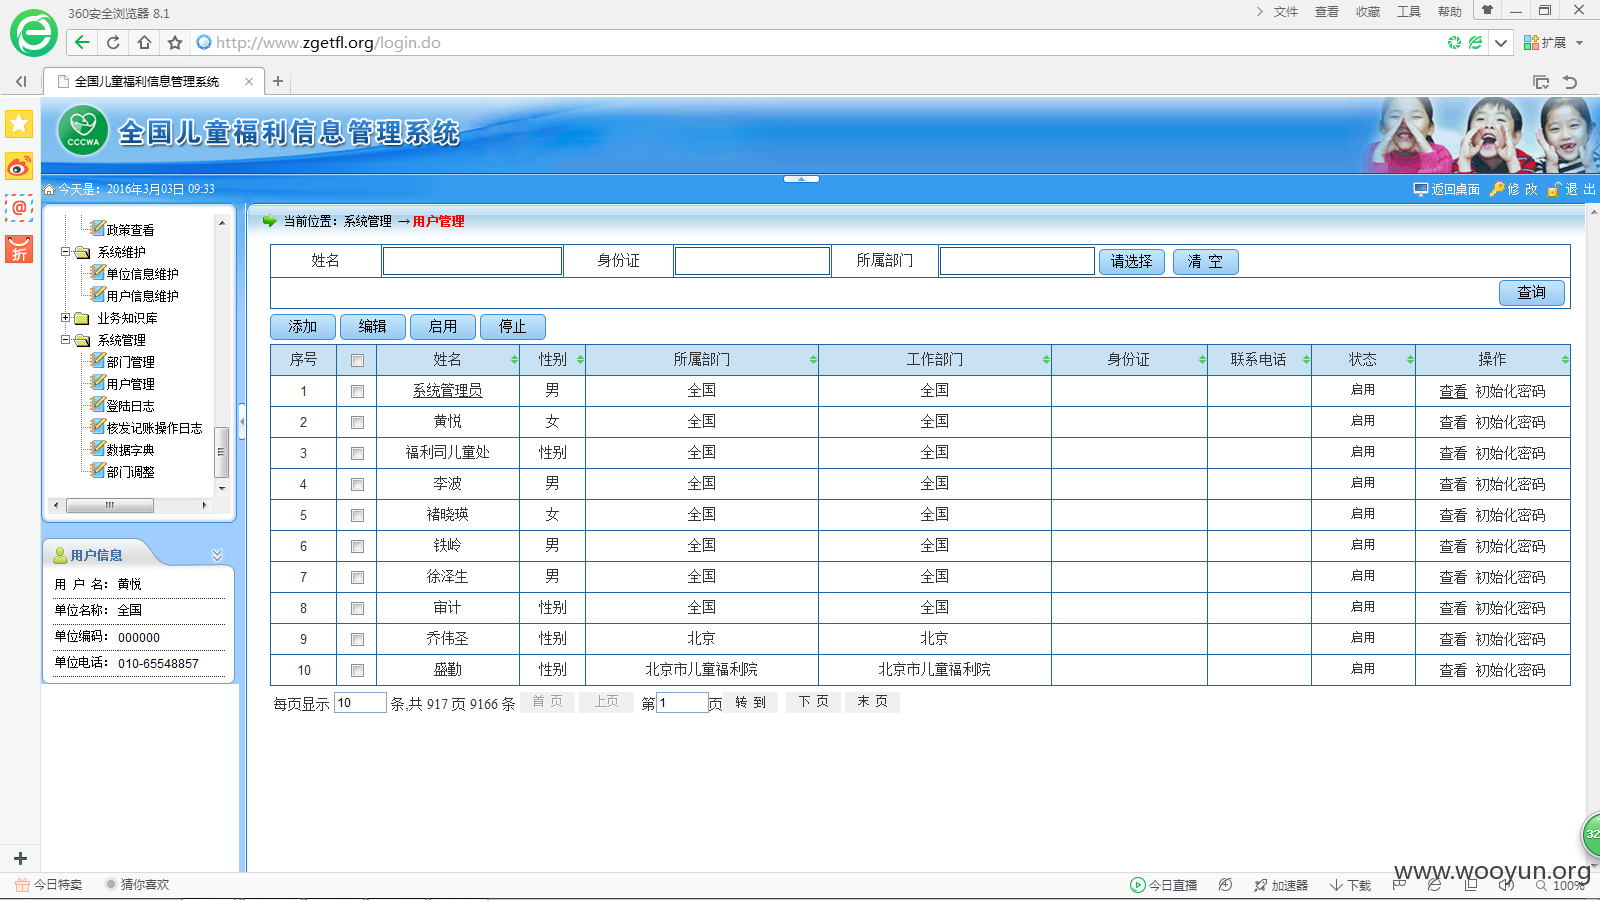 360安全浏览器 8.1
文件 查看 收藏 工具 帮助
http://www.zgetfl.org/login.do
扩展
全国儿童福利信息管理系统
CCCWA
全国儿童福利信息管理系统
今天是：2016年3月03日 09:33
返回桌面 修 改 退 出
@
折
政策查看
系统维护
单位信息维护
用户信息维护
业务知识库
系统管理
部门管理
用户管理
登陆日志
核发记账操作日志
数据字典
部门调整
用户信息
用 户 名： 黄悦
单位名称： 全国
单位编码： 000000
单位电话： 010-65548857
当前位置：系统管理 →用户管理
姓名 身份证 所属部门 请选择 清 空
查询
添加 编辑 启用 停止
序号 姓名 性别 所属部门 工作部门 身份证 联系电话 状态 操作
1 系统管理员 男 全国 全国 启用 查看 初始化密码
2 黄悦 女 全国 全国 启用 查看 初始化密码
3 福利司儿童处 性别 全国 全国 启用 查看 初始化密码
4 李波 男 全国 全国 启用 查看 初始化密码
5 褚晓瑛 女 全国 全国 启用 查看 初始化密码
6 铁岭 男 全国 全国 启用 查看 初始化密码
7 徐泽生 男 全国 全国 启用 查看 初始化密码
8 审计 性别 全国 全国 启用 查看 初始化密码
9 乔伟圣 性别 北京 北京 启用 查看 初始化密码
10 盛勤 性别 北京市儿童福利院 北京市儿童福利院 启用 查看 初始化密码
每页显示 10 条,共 917 页 9166 条 首 页 上页 第 1 页 转 到 下 页 末 页
32
www.wooyun.org
今日特卖 猜你喜欢 今日直播 加速器 下载 100%